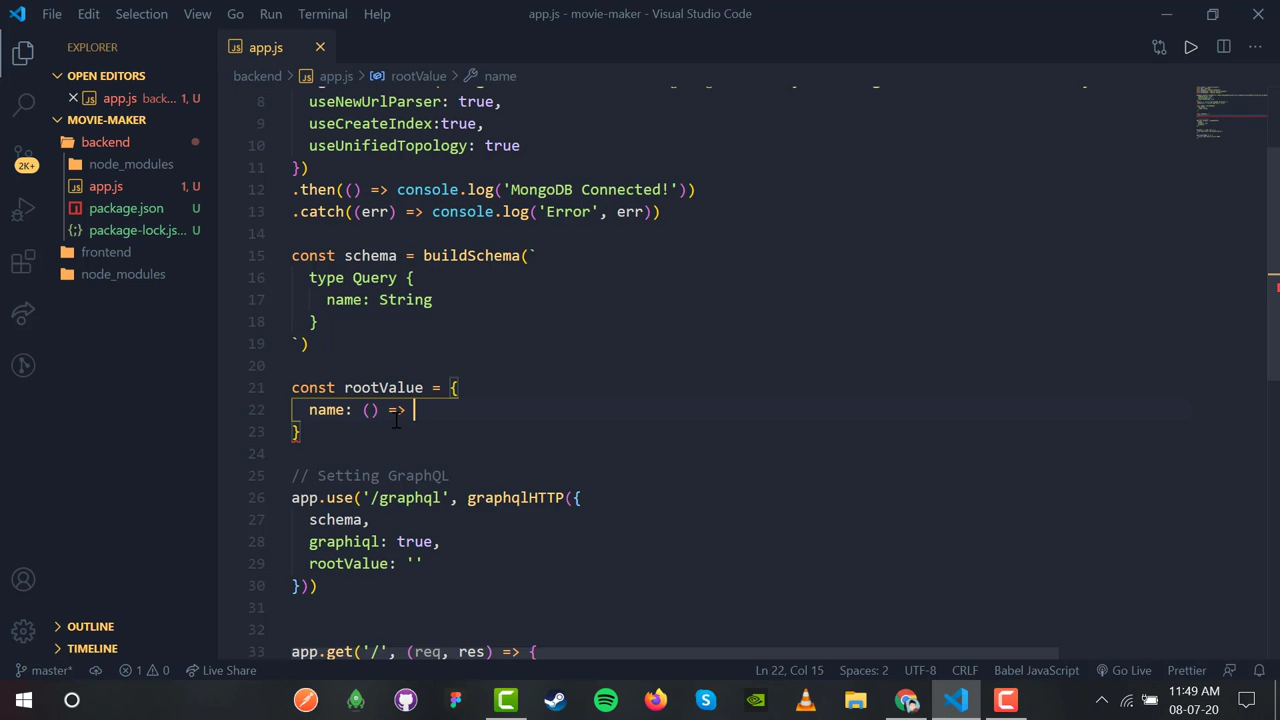 File Edit Selection View Go Run Terminal Help
app.js - movie-maker - Visual Studio Code
EXPLORER
OPEN EDITORS
app.js back... 1, U
MOVIE-MAKER
backend
node_modules
app.js 1, U
package.json U
package-lock.js... U
frontend
node_modules
2K+
OUTLINE
TIMELINE
app.js
backend > app.js > rootValue > name
8 useNewUrlParser: true,
9 useCreateIndex:true,
10 useUnifiedTopology: true
11 })
12 .then(() => console.log('MongoDB Connected!'))
13 .catch((err) => console.log('Error', err))
14
15 const schema = buildSchema(`
16 type Query {
17 name: String
18 }
19 `)
20
21 const rootValue = {
22 name: () =>
23 }
24
25 // Setting GraphQL
26 app.use('/graphql', graphqlHTTP({
27 schema,
28 graphiql: true,
29 rootValue: ''
30 }))
31
32
33 app.get('/', (req, res) => {
master* 1 0 Live Share
Ln 22, Col 15 Spaces: 2 UTF-8 CRLF Babel JavaScript Go Live Prettier
11:49 AM
08-07-20